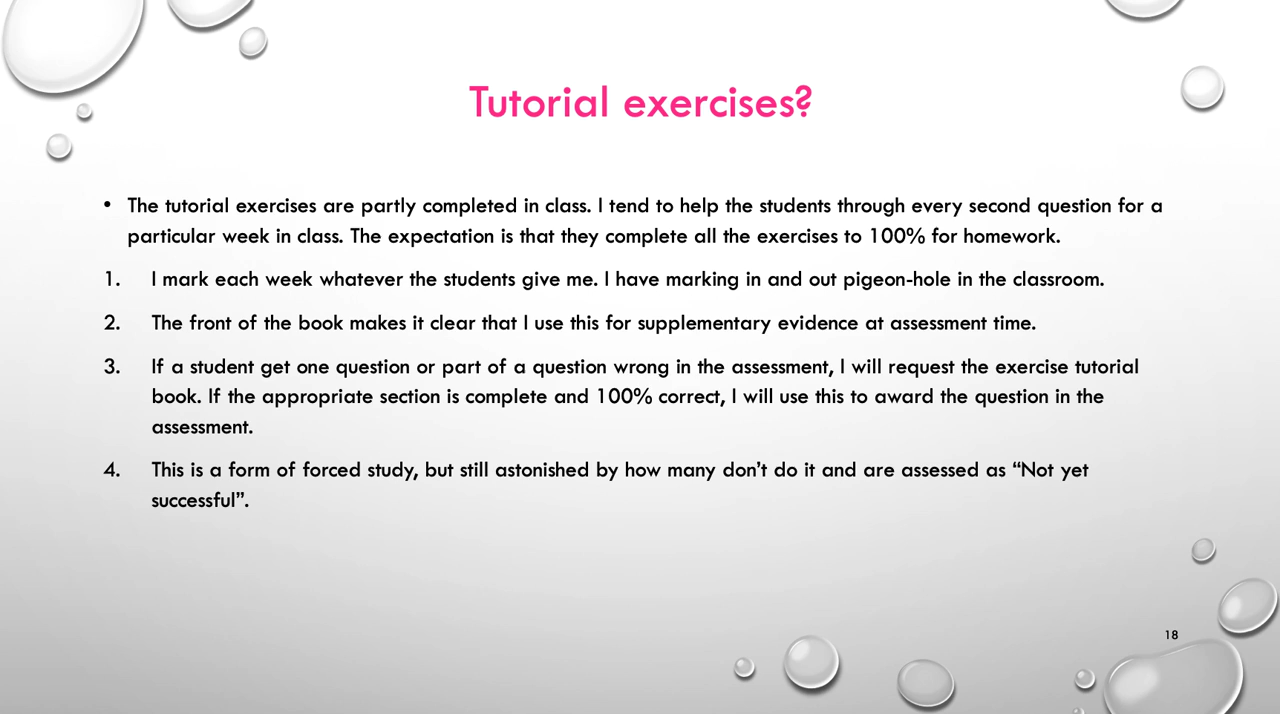 Tutorial exercises?
• The tutorial exercises are partly completed in class. I tend to help the students through every second question for a
particular week in class. The expectation is that they complete all the exercises to 100% for homework.
1. I mark each week whatever the students give me. I have marking in and out pigeon-hole in the classroom.
2. The front of the book makes it clear that I use this for supplementary evidence at assessment time.
3. If a student get one question or part of a question wrong in the assessment, I will request the exercise tutorial
book. If the appropriate section is complete and 100% correct, I will use this to award the question in the
assessment.
4. This is a form of forced study, but still astonished by how many don’t do it and are assessed as “Not yet
successful”.
18